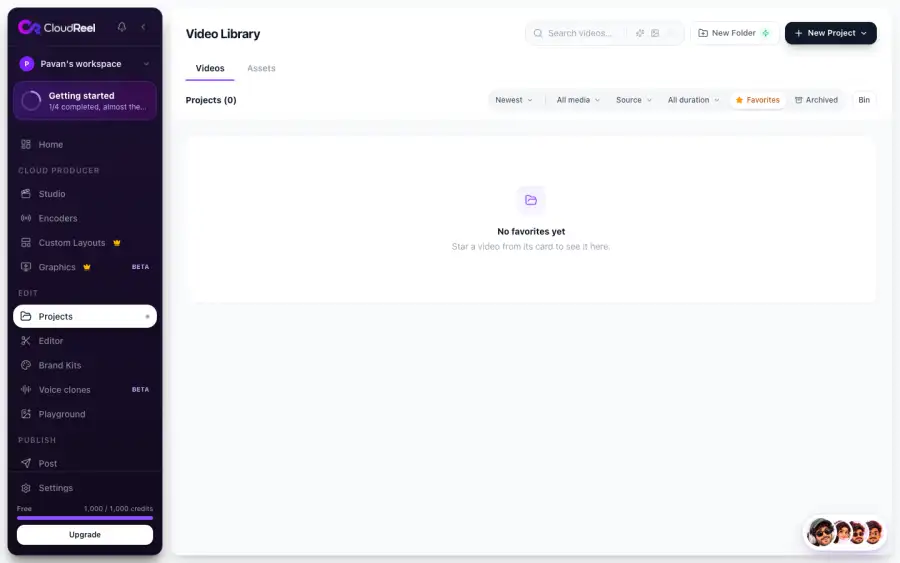 CloudReel
P Pavan's workspace
Getting started
1/4 completed, almost the...
Home
CLOUD PRODUCER
Studio
Encoders
Custom Layouts
Graphics BETA
EDIT
Projects
Editor
Brand Kits
Voice clones BETA
Playground
PUBLISH
Post
Settings
Free 1,000 / 1,000 credits
Upgrade
Video Library
Search videos...
New Folder
New Project
Videos Assets
Projects (0)
Newest All media Source All duration Favorites Archived Bin
No favorites yet
Star a video from its card to see it here.